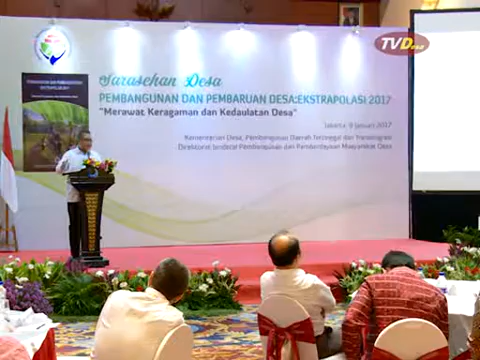 TVDesa
Sarasehan Desa
PEMBANGUNAN DAN PEMBARUAN DESA:EKSTRAPOLASI 2017
"Merawat Keragaman dan Kedaulatan Desa"
Jakarta, 9 Januari 2017
Kementerian Desa, Pembangunan Daerah Tertinggal dan Transmigrasi
Direktorat Jenderal Pembangunan dan Pemberdayaan Masyarakat Desa